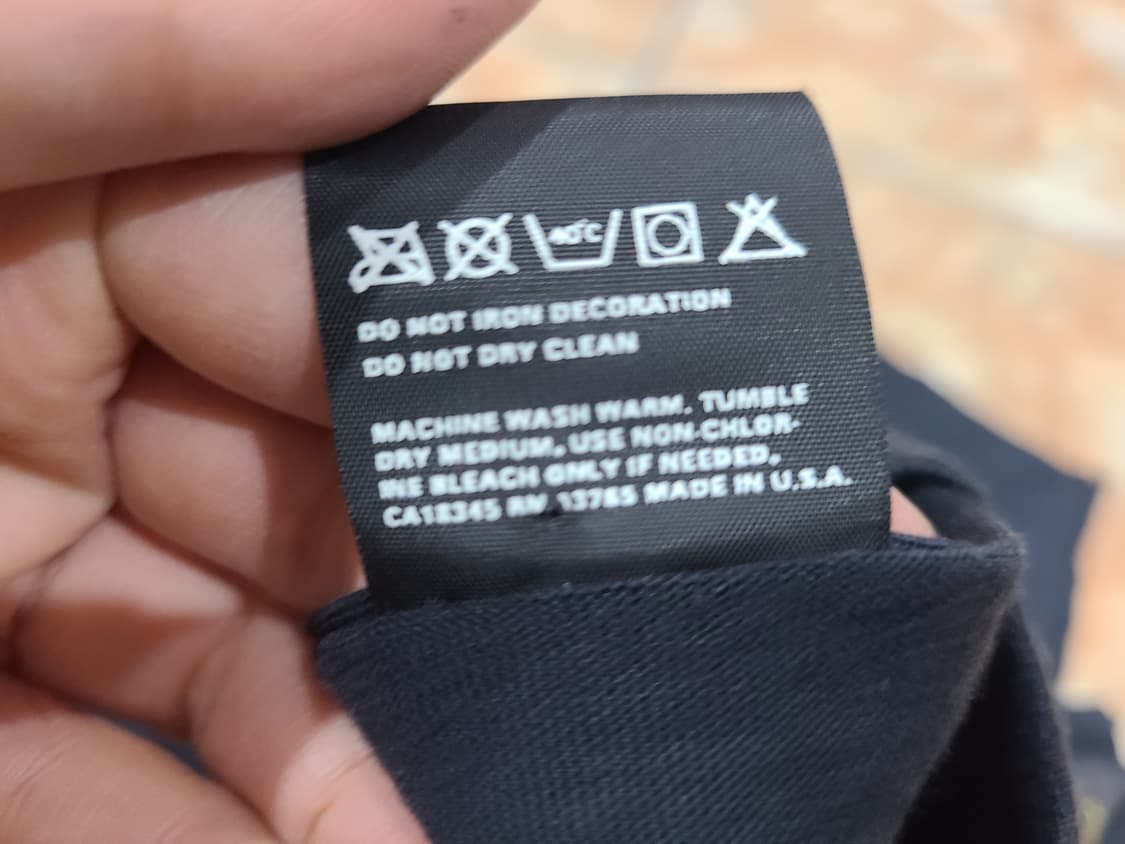 40°C
DO NOT IRON DECORATION
DO NOT DRY CLEAN
MACHINE WASH WARM. TUMBLE
DRY MEDIUM. USE NON-CHLOR-
INE BLEACH ONLY IF NEEDED.
CA18345 RN 13765 MADE IN U.S.A.